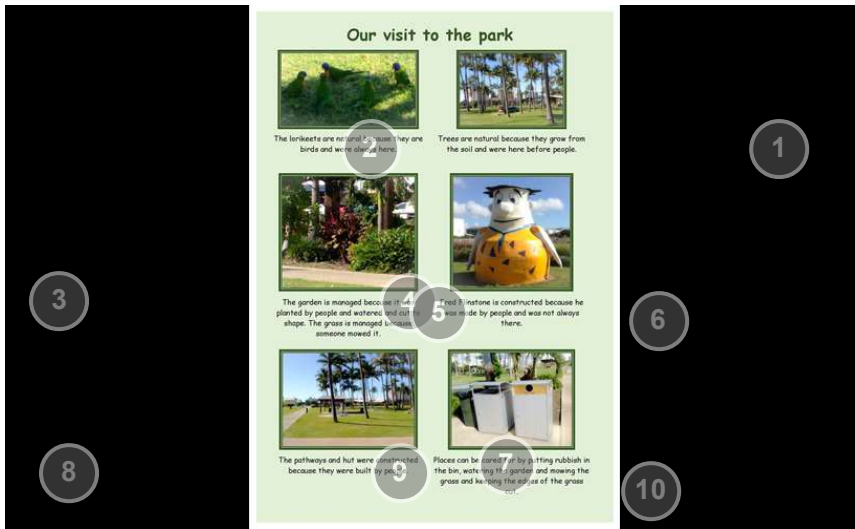 Our visit to the park
The lorikeets are natural because they are
birds and were always here.
Trees are natural because they grow from
the soil and were here before people.
The garden is managed because it was
planted by people and watered and cut to
shape. The grass is managed because
someone mowed it.
Fred Flinstone is constructed because he
was made by people and was not always
there.
The pathways and hut were constructed
because they were built by people.
Places can be cared for by putting rubbish in
the bin, watering the garden and mowing the
grass and keeping the edges of the grass
cut.
1
2
3
4
5
6
7
8
9
10